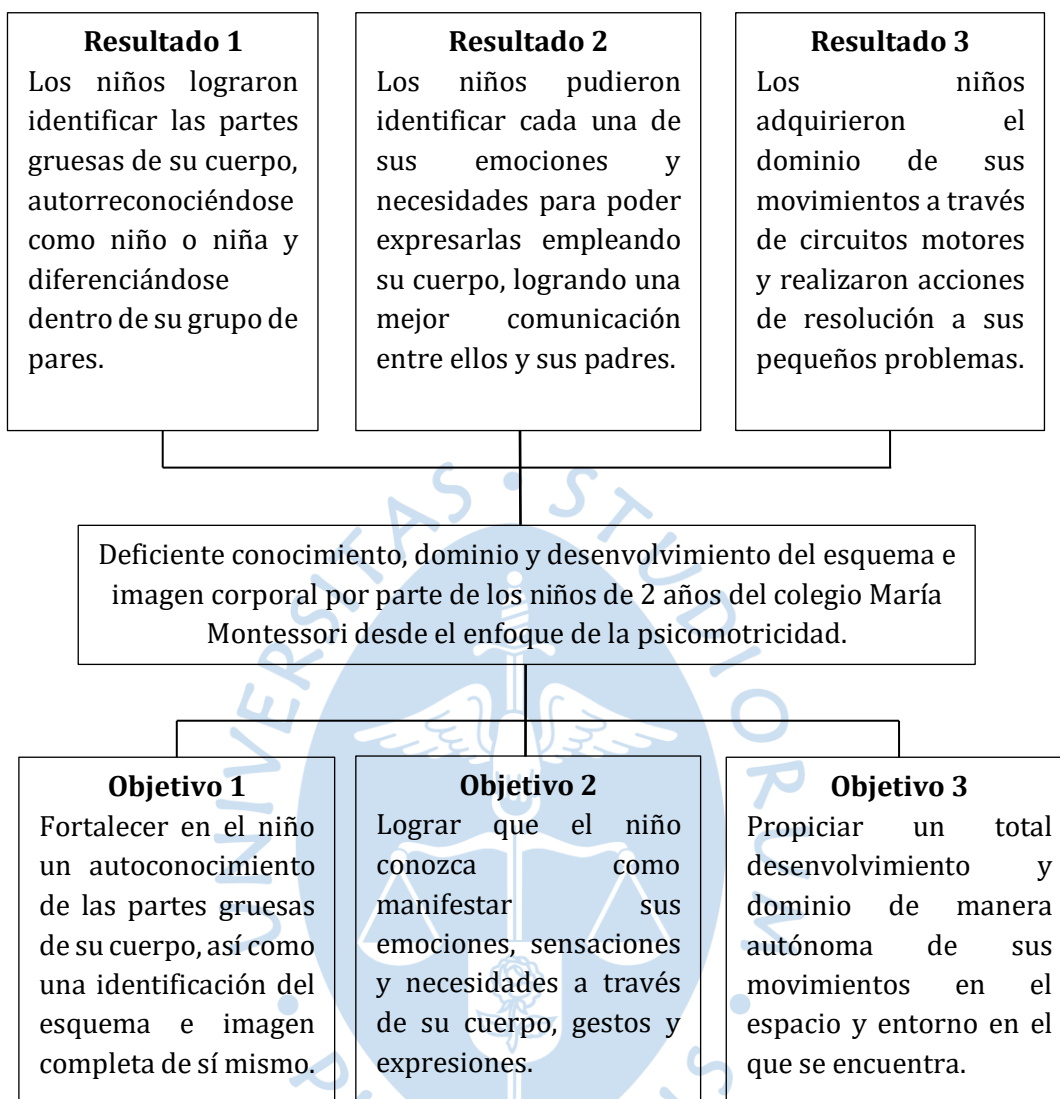 Resultado 1
Los niños lograron
identificar las partes
gruesas de su cuerpo,
autorreconociéndose
como niño o niña y
diferenciándose
dentro de su grupo de
pares.
Resultado 2
Los niños pudieron
identificar cada una de
sus emociones y
necesidades para poder
expresarlas empleando
su cuerpo, logrando una
mejor comunicación
entre ellos y sus padres.
Resultado 3
Los niños
adquirieron el
dominio de sus
movimientos a través
de circuitos motores
y realizaron acciones
de resolución a sus
pequeños problemas.
Deficiente conocimiento, dominio y desenvolvimiento del esquema e
imagen corporal por parte de los niños de 2 años del colegio María
Montessori desde el enfoque de la psicomotricidad.
Objetivo 1
Fortalecer en el niño
un autoconocimiento
de las partes gruesas
de su cuerpo, así como
una identificación del
esquema e imagen
completa de sí mismo.
Objetivo 2
Lograr que el niño
conozca como
manifestar sus
emociones, sensaciones
y necesidades a través
de su cuerpo, gestos y
expresiones.
Objetivo 3
Propiciar un total
desenvolvimiento y
dominio de manera
autónoma de sus
movimientos en el
espacio y entorno en el
que se encuentra.
UNIVERSITAS • STUDIORUM •